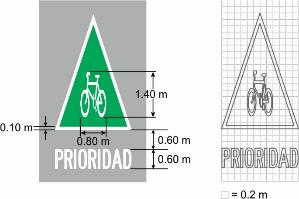 1.40 m
0.10 m
0.80 m
0.60 m
PRIORIDAD
0.60 m
PRIORIDAD
= 0.2 m